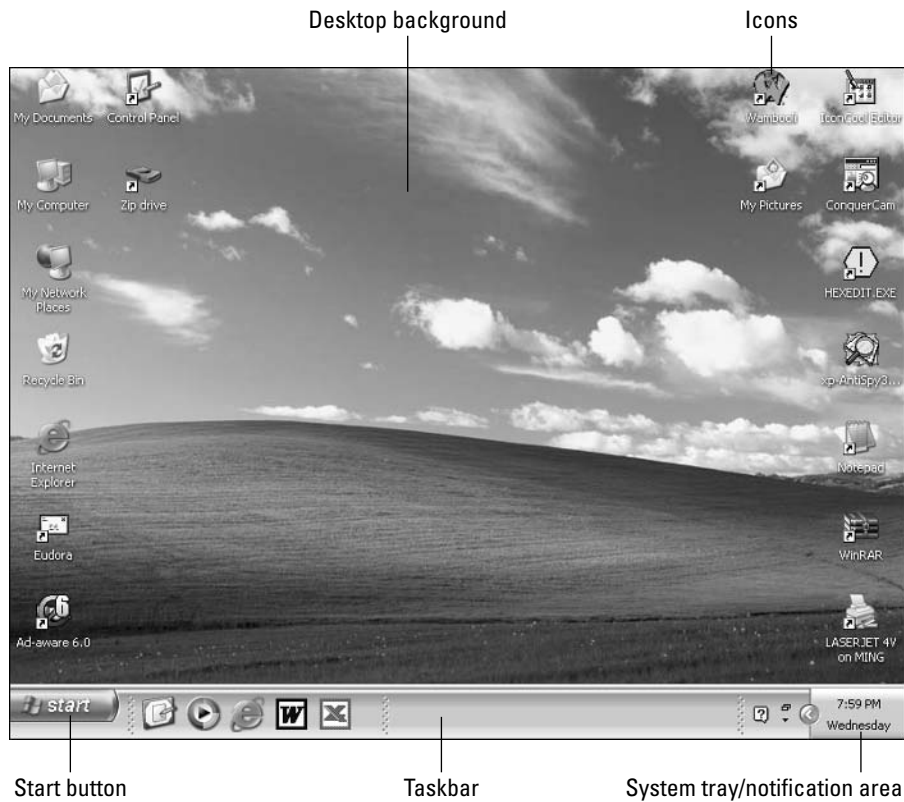 Desktop background
Icons
My Documents
Control Panel
Wambooli
IconCool Editor
My Computer
Zip drive
My Pictures
ConquerCam
My Network
Places
HEXEDIT.EXE
Recycle Bin
xp-AntiSpy3...
Internet
Explorer
Notepad
Eudora
WinRAR
Ad-aware 6.0
LASERJET 4V
on MING
start
W
X
7:59 PM
Wednesday
Start button
Taskbar
System tray/notification area